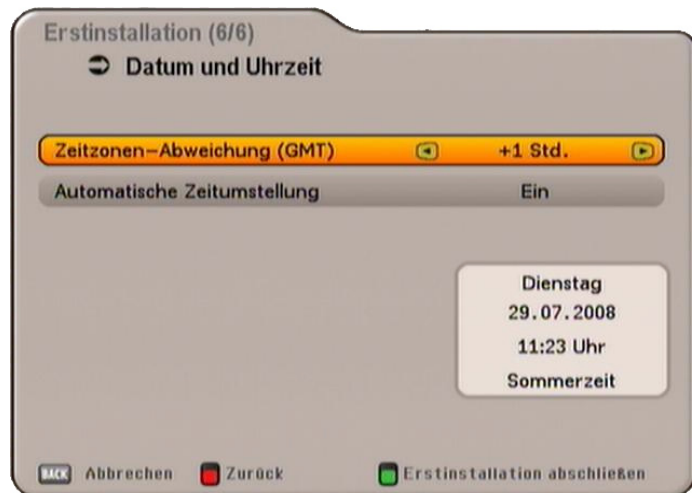 Erstinstallation (6/6)
Datum und Uhrzeit
Zeitzonen-Abweichung (GMT) +1 Std.
Automatische Zeitumstellung Ein
Dienstag
29.07.2008
11:23 Uhr
Sommerzeit
BACK Abbrechen Zurück Erstinstallation abschließen